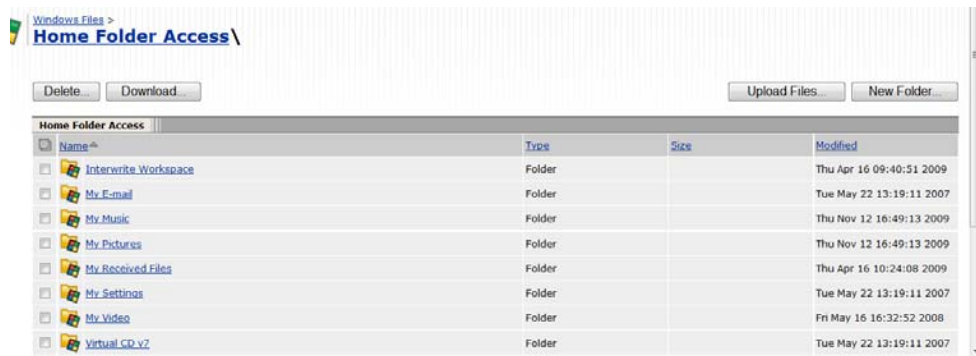 Windows Files >
Home Folder Access\
Delete... Download... Upload Files... New Folder...
Home Folder Access
Name Type Size Modified
Interwrite Workspace Folder Thu Apr 16 09:40:51 2009
My E-mail Folder Tue May 22 13:19:11 2007
My Music Folder Thu Nov 12 16:49:13 2009
My Pictures Folder Thu Nov 12 16:49:13 2009
My Received Files Folder Thu Apr 16 10:24:08 2009
My Settings Folder Tue May 22 13:19:11 2007
My Video Folder Fri May 16 16:32:52 2008
Virtual CD v7 Folder Tue May 22 13:19:11 2007